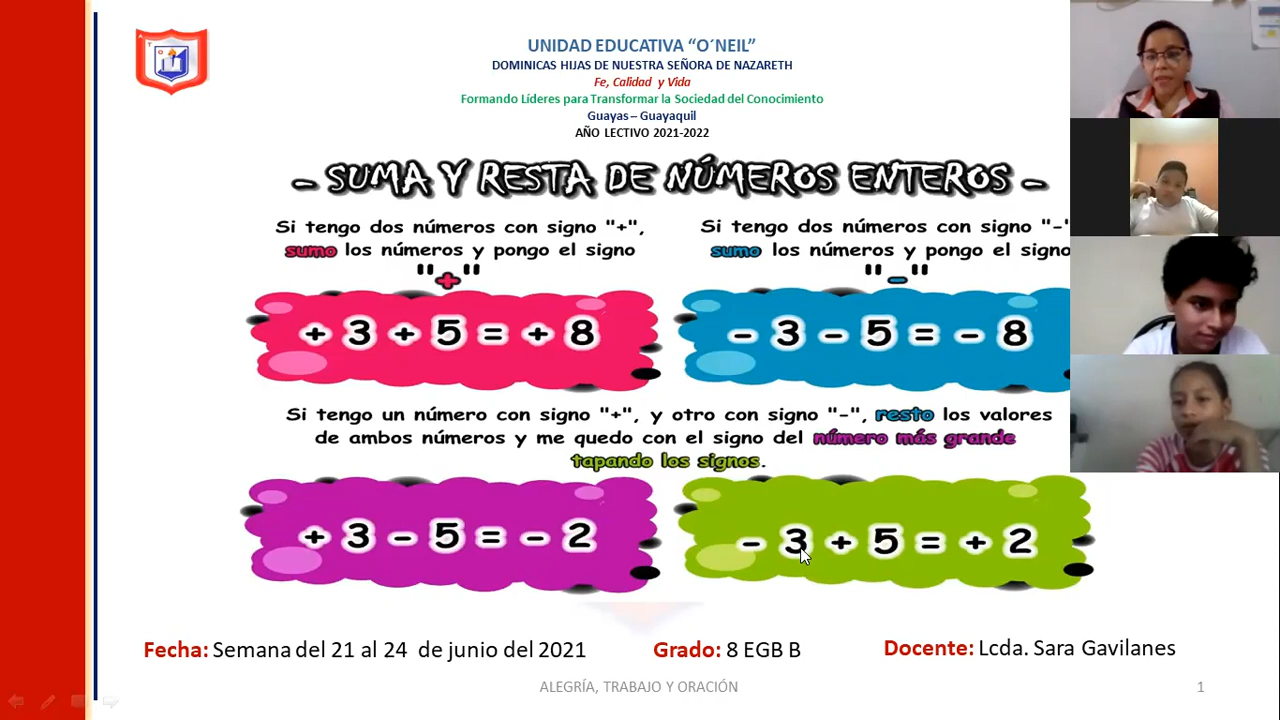 UNIDAD EDUCATIVA “O´NEIL”
DOMINICAS HIJAS DE NUESTRA SEÑORA DE NAZARETH
Fe, Calidad y Vida
Formando Líderes para Transformar la Sociedad del Conocimiento
Guayas – Guayaquil
AÑO LECTIVO 2021-2022
- SUMA Y RESTA DE NÚMEROS ENTEROS -
Si tengo dos números con signo "+",
sumo los números y pongo el signo
"+"
Si tengo dos números con signo "-"
sumo los números y pongo el signo
"-"
+ 3 + 5 = + 8
- 3 - 5 = - 8
Si tengo un número con signo "+", y otro con signo "-", resto los valores
de ambos números y me quedo con el signo del número más grande
tapando los signos.
+ 3 - 5 = - 2
- 3 + 5 = + 2
Fecha: Semana del 21 al 24 de junio del 2021
Grado: 8 EGB B
Docente: Lcda. Sara Gavilanes
ALEGRÍA, TRABAJO Y ORACIÓN
1